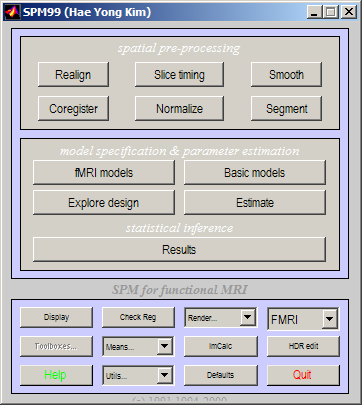 SPM99 (Hae Yong Kim)
spatial pre-processing
Realign Slice timing Smooth
Coregister Normalize Segment
model specification & parameter estimation
fMRI models Basic models
Explore design Estimate
statistical inference
Results
SPM for functional MRI
Display Check Reg Render... FMRI
Toolboxes... Means... ImCalc HDR edit
Help Utils... Defaults Quit
(c) 1991,1994-2000